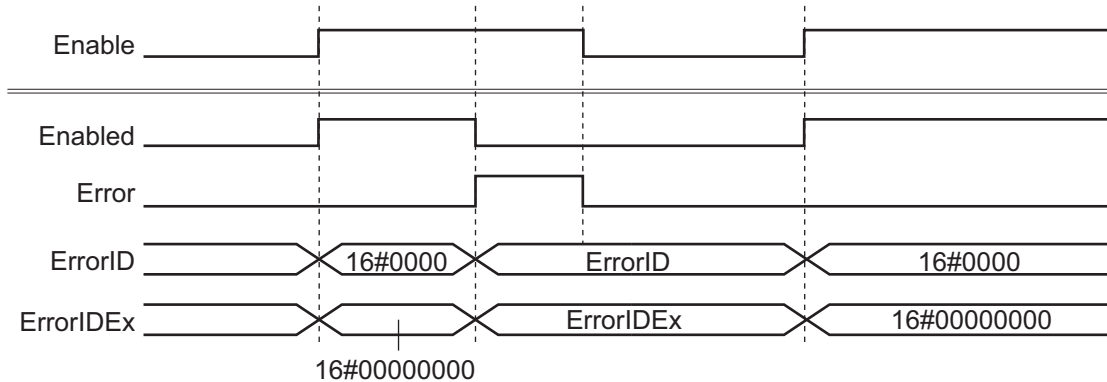 Enable
Enabled
Error
ErrorID 16#0000 ErrorID 16#0000
ErrorIDEx ErrorIDEx 16#00000000
16#00000000